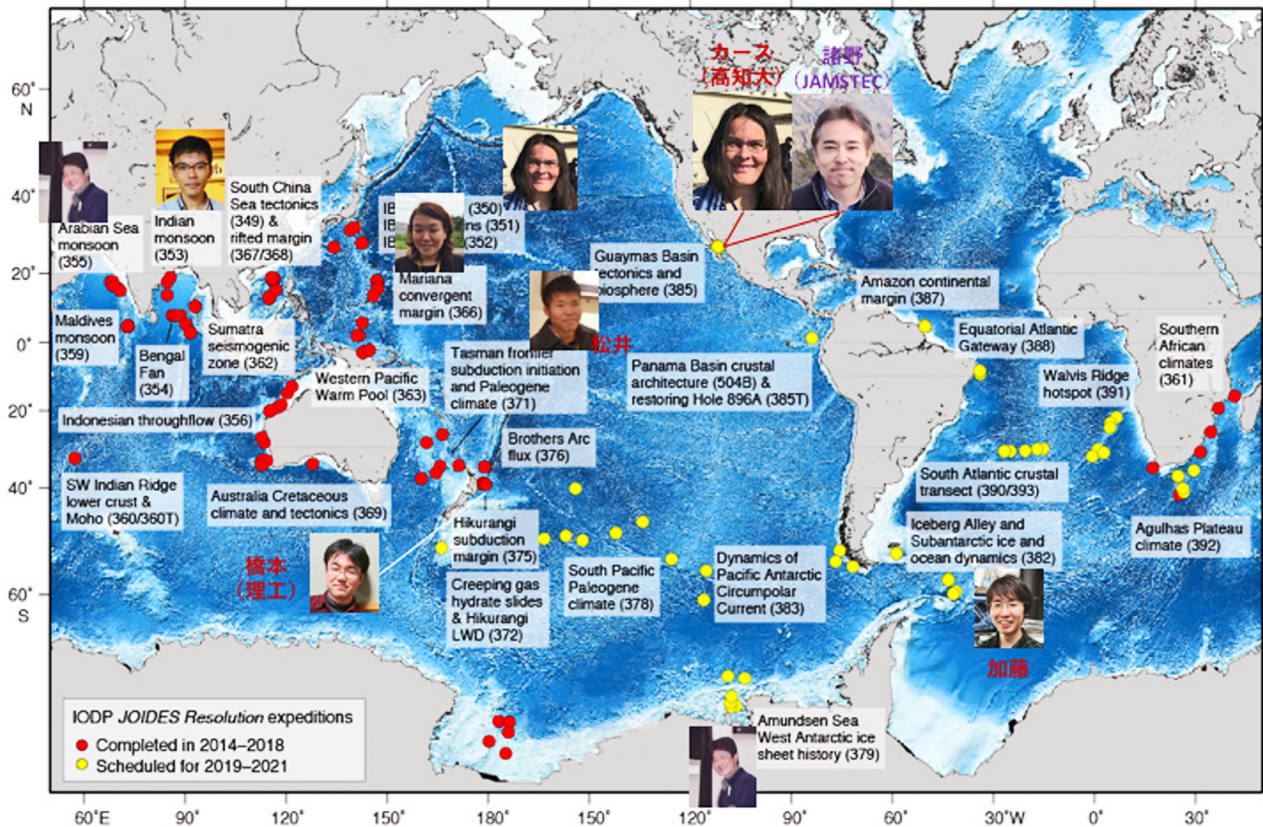 カース
(高知大)
諸野
(JAMSTEC)
60°
N
40°
20°
0°
20°
40°
60°
S
Arabian Sea
monsoon
(355)
Indian
monsoon
(353)
South China
Sea tectonics
(349) &
rifted margin
(367/368)
(350)
(351)
(352)
Mariana
convergent
margin
(366)
Guaymas Basin
tectonics and
biosphere (385)
Amazon continental
margin (387)
Equatorial Atlantic
Gateway (388)
Southern
African
climates
(361)
Maldives
monsoon
(359)
Bengal
Fan
(354)
Sumatra
seismogenic
zone (362)
Western Pacific
Warm Pool (363)
Tasman frontier
subduction initiation
and Paleogene
climate (371)
松井
Panama Basin crustal
architecture (504B) &
restoring Hole 896A (385T)
Walvis Ridge
hotspot (391)
Indonesian throughflow (356)
Brothers Arc
flux (376)
SW Indian Ridge
lower crust &
Moho (360/360T)
Australia Cretaceous
climate and tectonics (369)
South Atlantic crustal
transect (390/393)
Hikurangi
subduction
margin (375)
Iceberg Alley and
Subantarctic ice and
ocean dynamics (382)
Agulhas Plateau
climate (392)
橋本
(理工)
Creeping gas
hydrate slides
& Hikurangi
LWD (372)
South Pacific
Paleogene
climate (378)
Dynamics of
Pacific Antarctic
Circumpolar
Current (383)
加藤
Amundsen Sea
West Antarctic ice
sheet history (379)
IODP JOIDES Resolution expeditions
Completed in 2014–2018
Scheduled for 2019–2021
60°E
90°
120°
150°
180°
150°
120°
90°
60°
30°W
0°
30°